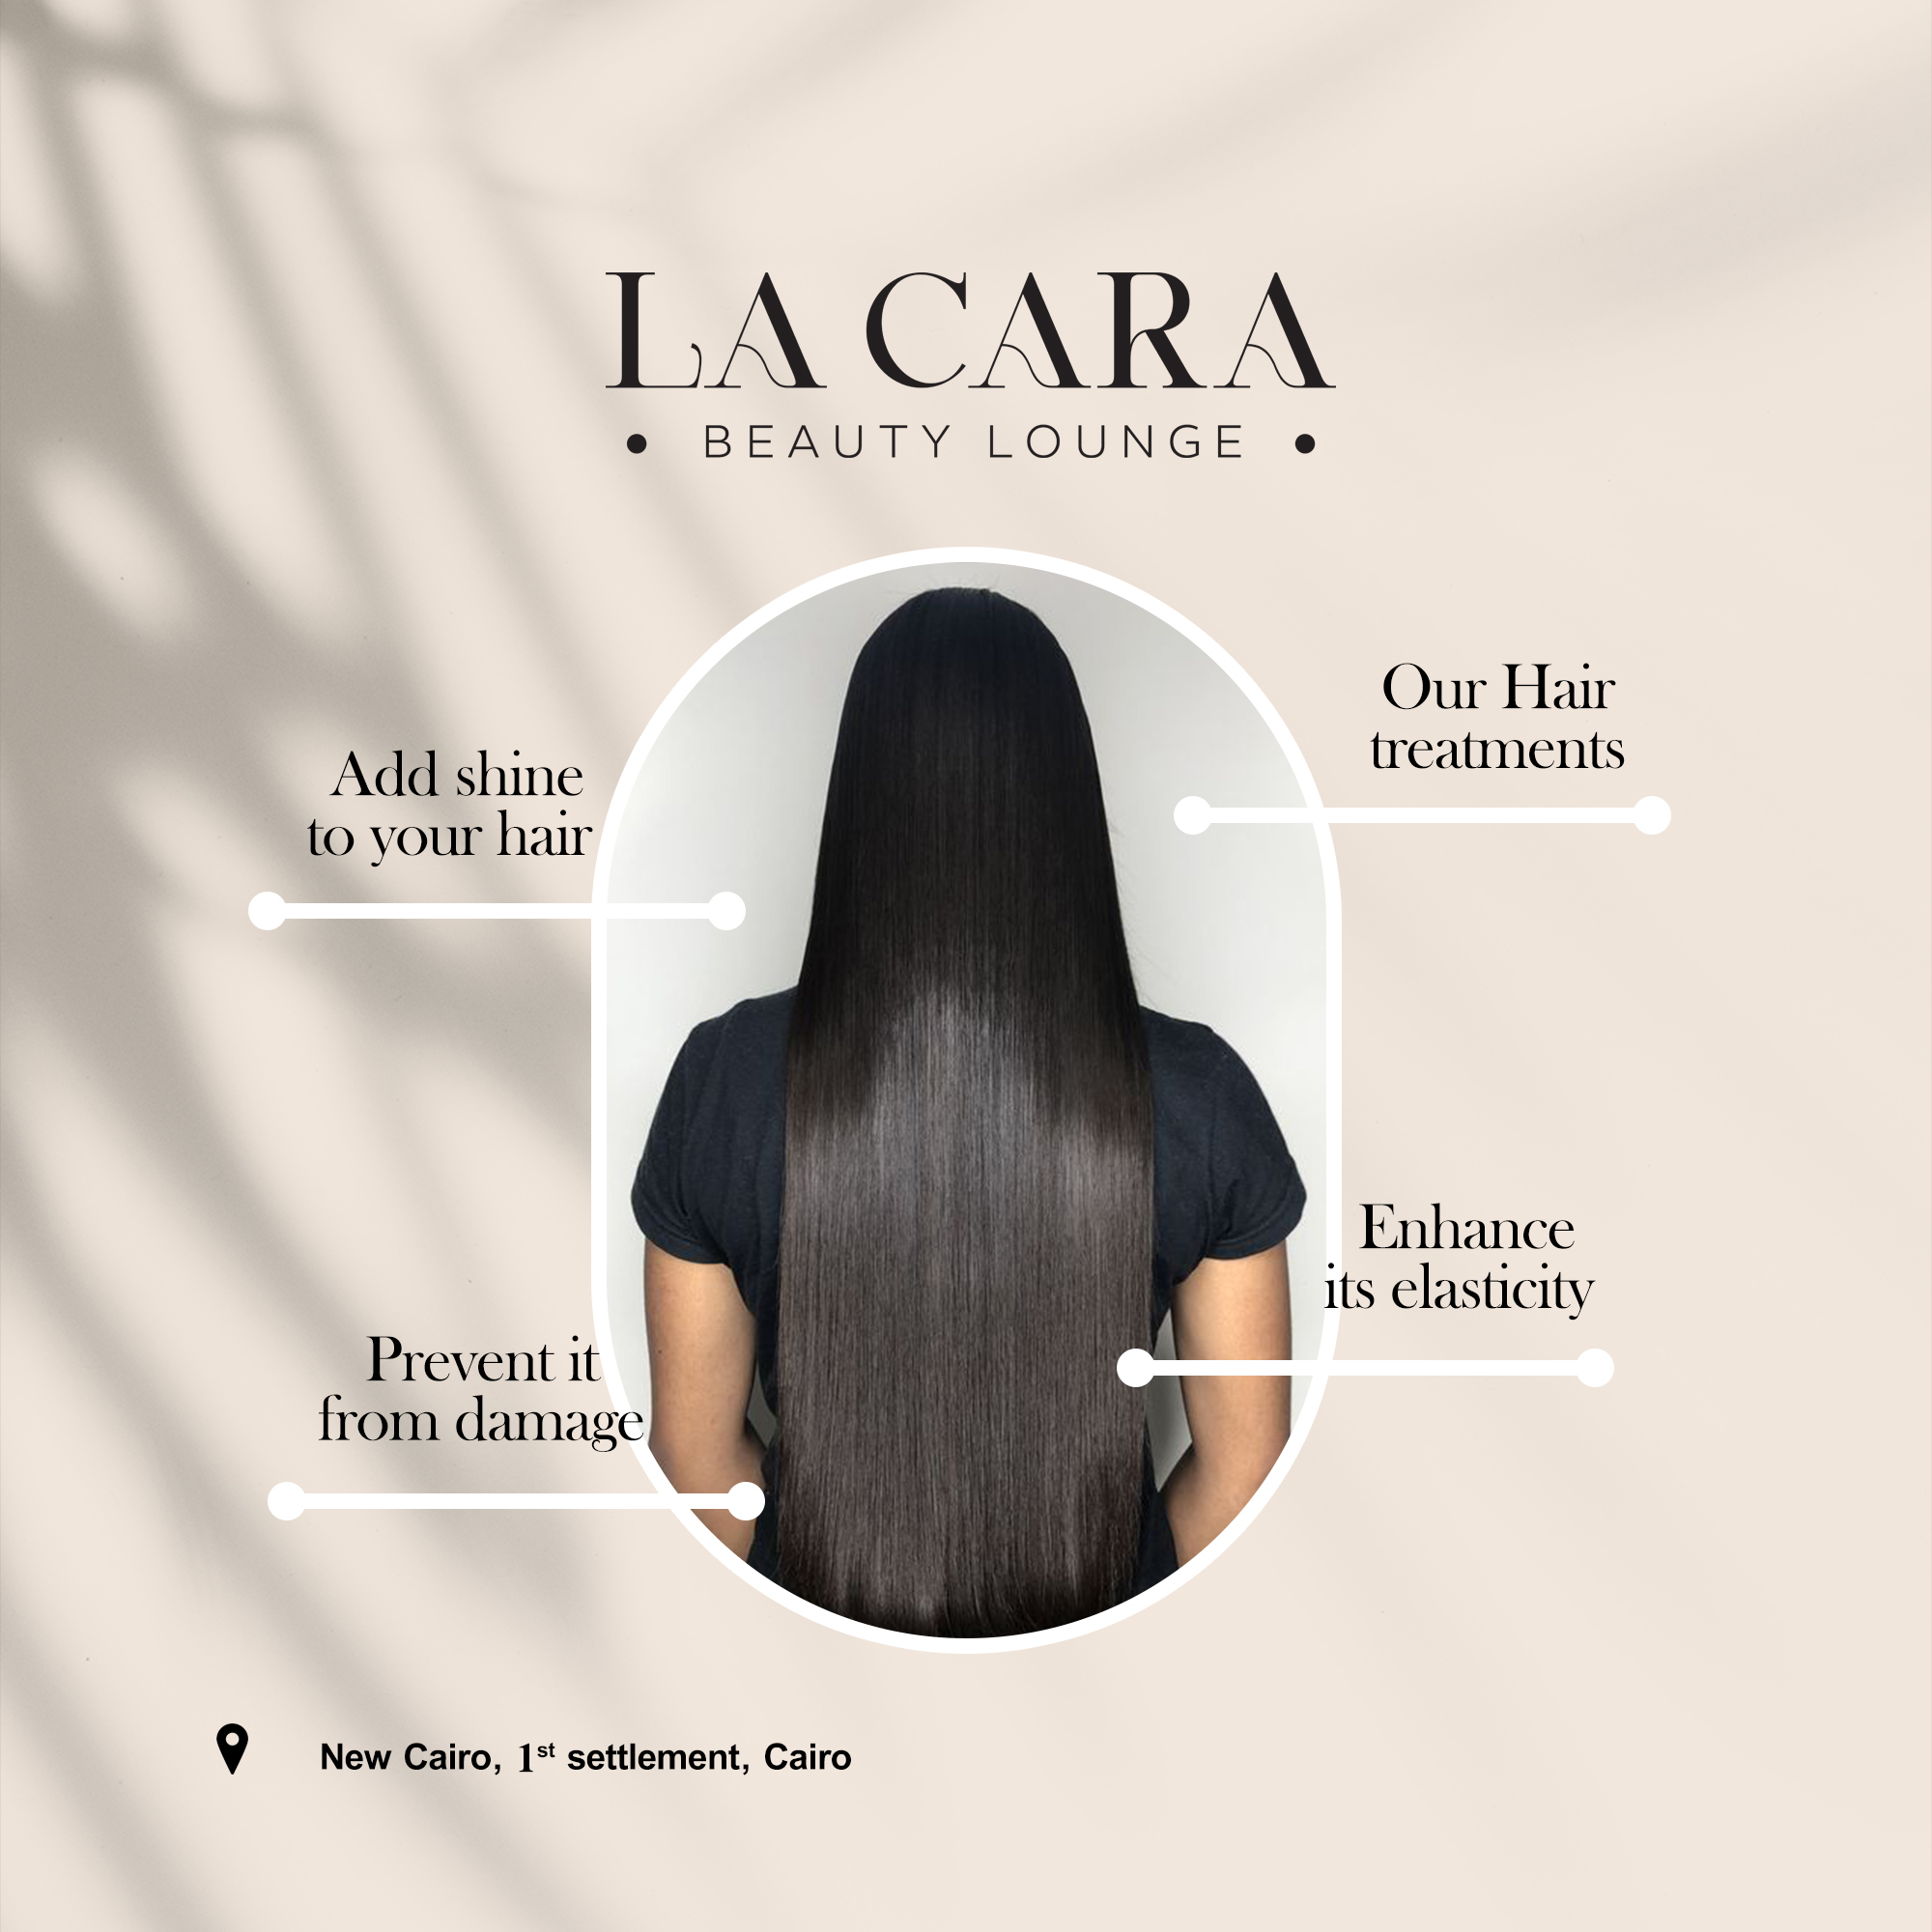 LA CARA
• BEAUTY LOUNGE •
Our Hair
treatments
Add shine
to your hair
Enhance
its elasticity
Prevent it
from damage
New Cairo, 1st settlement, Cairo